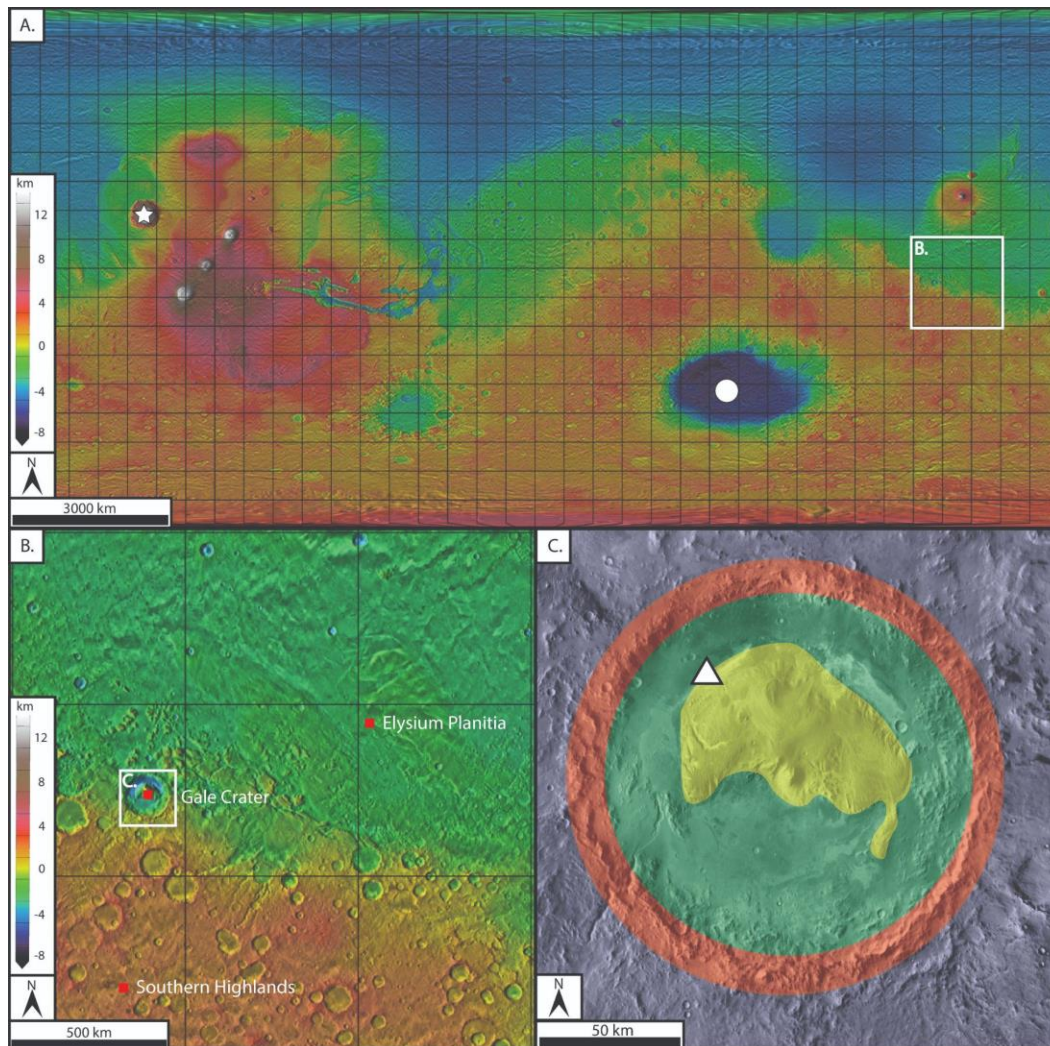 A.
B.
km
12
8
4
0
-4
-8
N
3000 km
B.
km
12
8
4
0
-4
-8
N
500 km
C.
Elysium Planitia
Gale Crater
Southern Highlands
C.
N
50 km